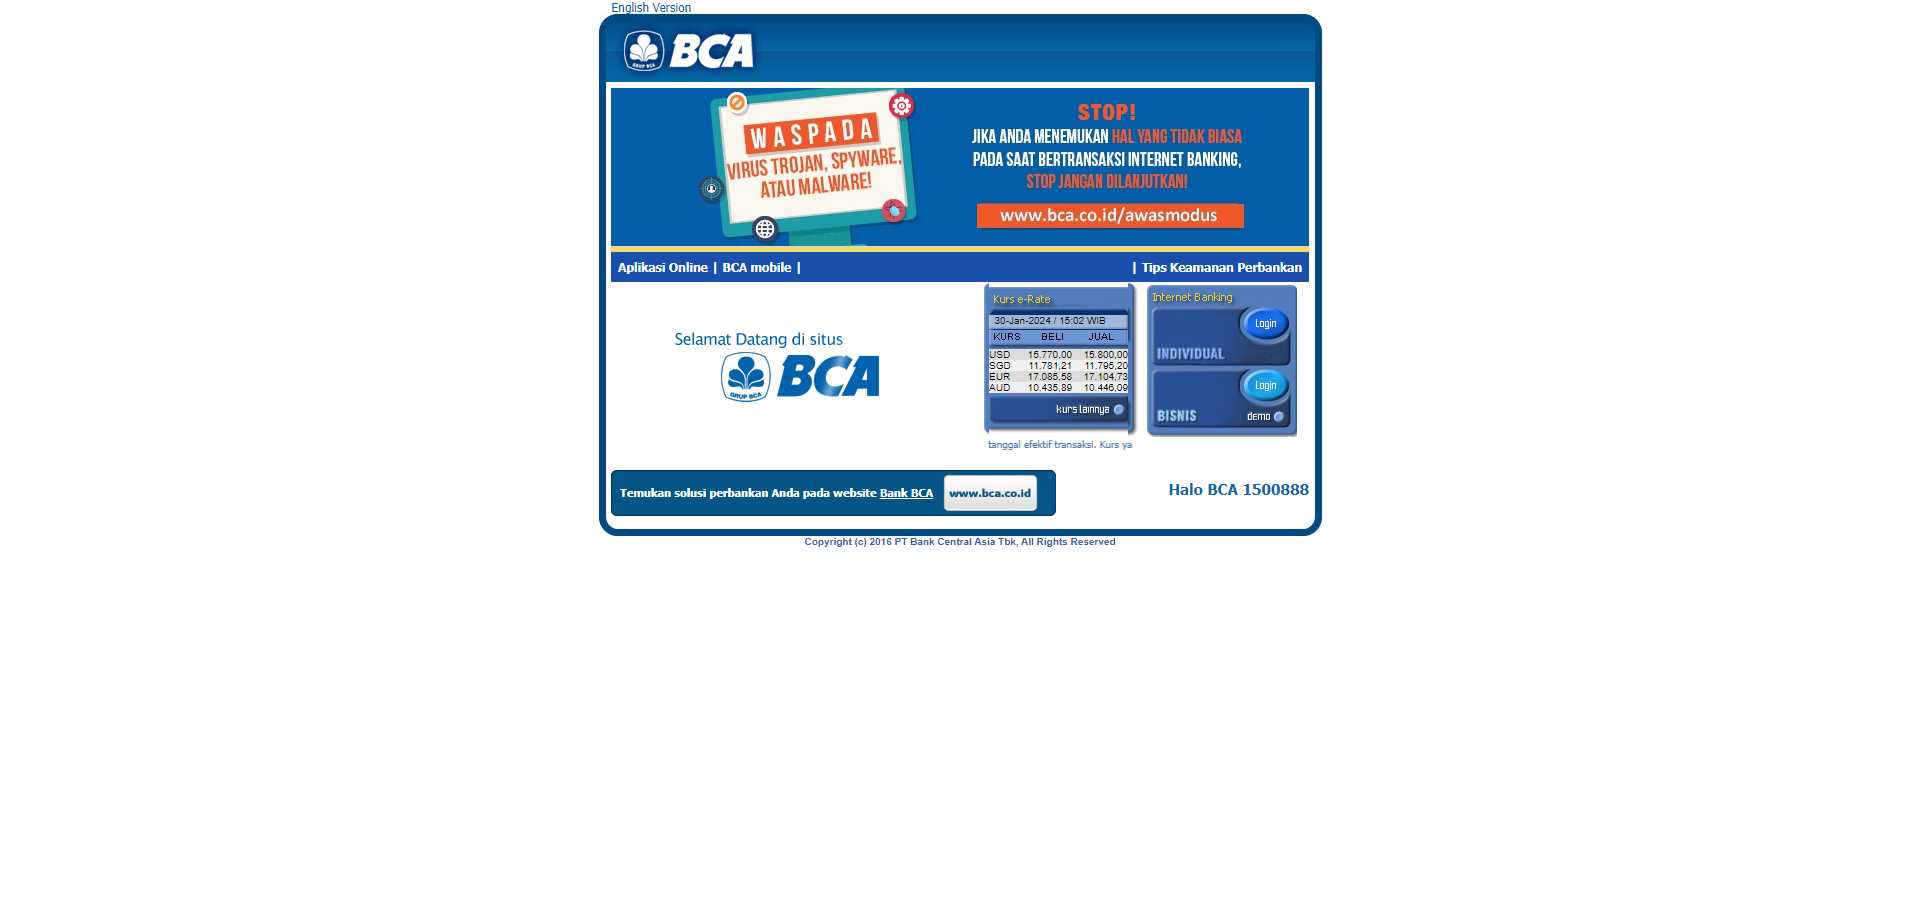 English Version
GRUP BCA
BCA
WASPADA
VIRUS TROJAN, SPYWARE,
ATAU MALWARE!
STOP!
JIKA ANDA MENEMUKAN HAL YANG TIDAK BIASA
PADA SAAT BERTRANSAKSI INTERNET BANKING,
STOP JANGAN DILANJUTKAN!
www.bca.co.id/awasmodus
Aplikasi Online | BCA mobile |
| Tips Keamanan Perbankan
Selamat Datang di situs
GRUP BCA
BCA
Kurs e-Rate
30-Jan-2024 / 15:02 WIB
KURS BELI JUAL
USD 15.770,00 15.800,00
SGD 11.781,21 11.795,20
EUR 17.085,58 17.104,73
AUD 10.435,89 10.446,09
kurs lainnya
tanggal efektif transaksi. Kurs ya
Internet Banking
Login
INDIVIDUAL
Login
BISNIS
demo
Temukan solusi perbankan Anda pada website Bank BCA
www.bca.co.id
Halo BCA 1500888
Copyright (c) 2016 PT Bank Central Asia Tbk, All Rights Reserved